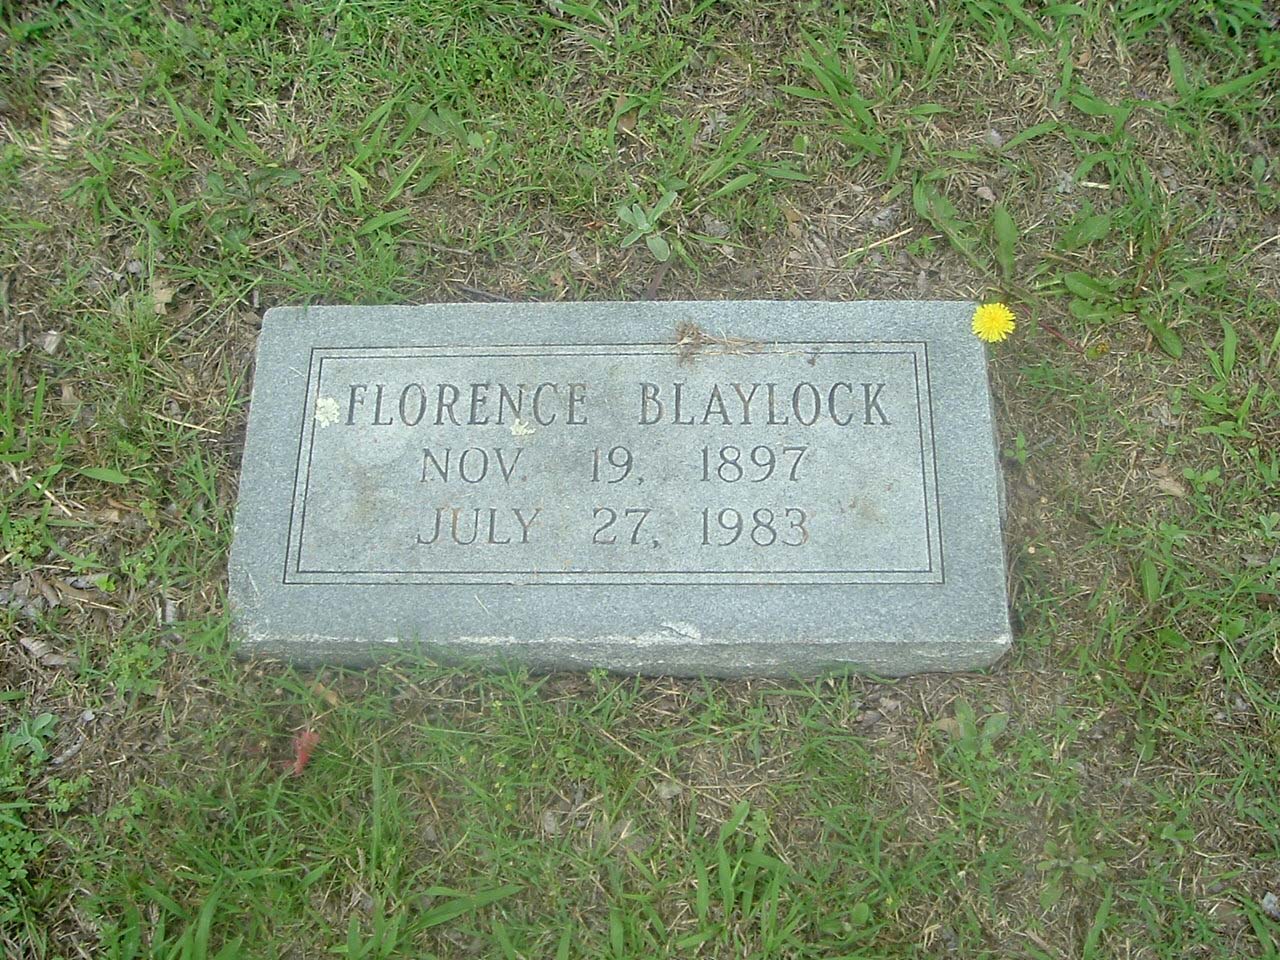 FLORENCE BLAYLOCK
NOV. 19, 1897
JULY 27, 1983